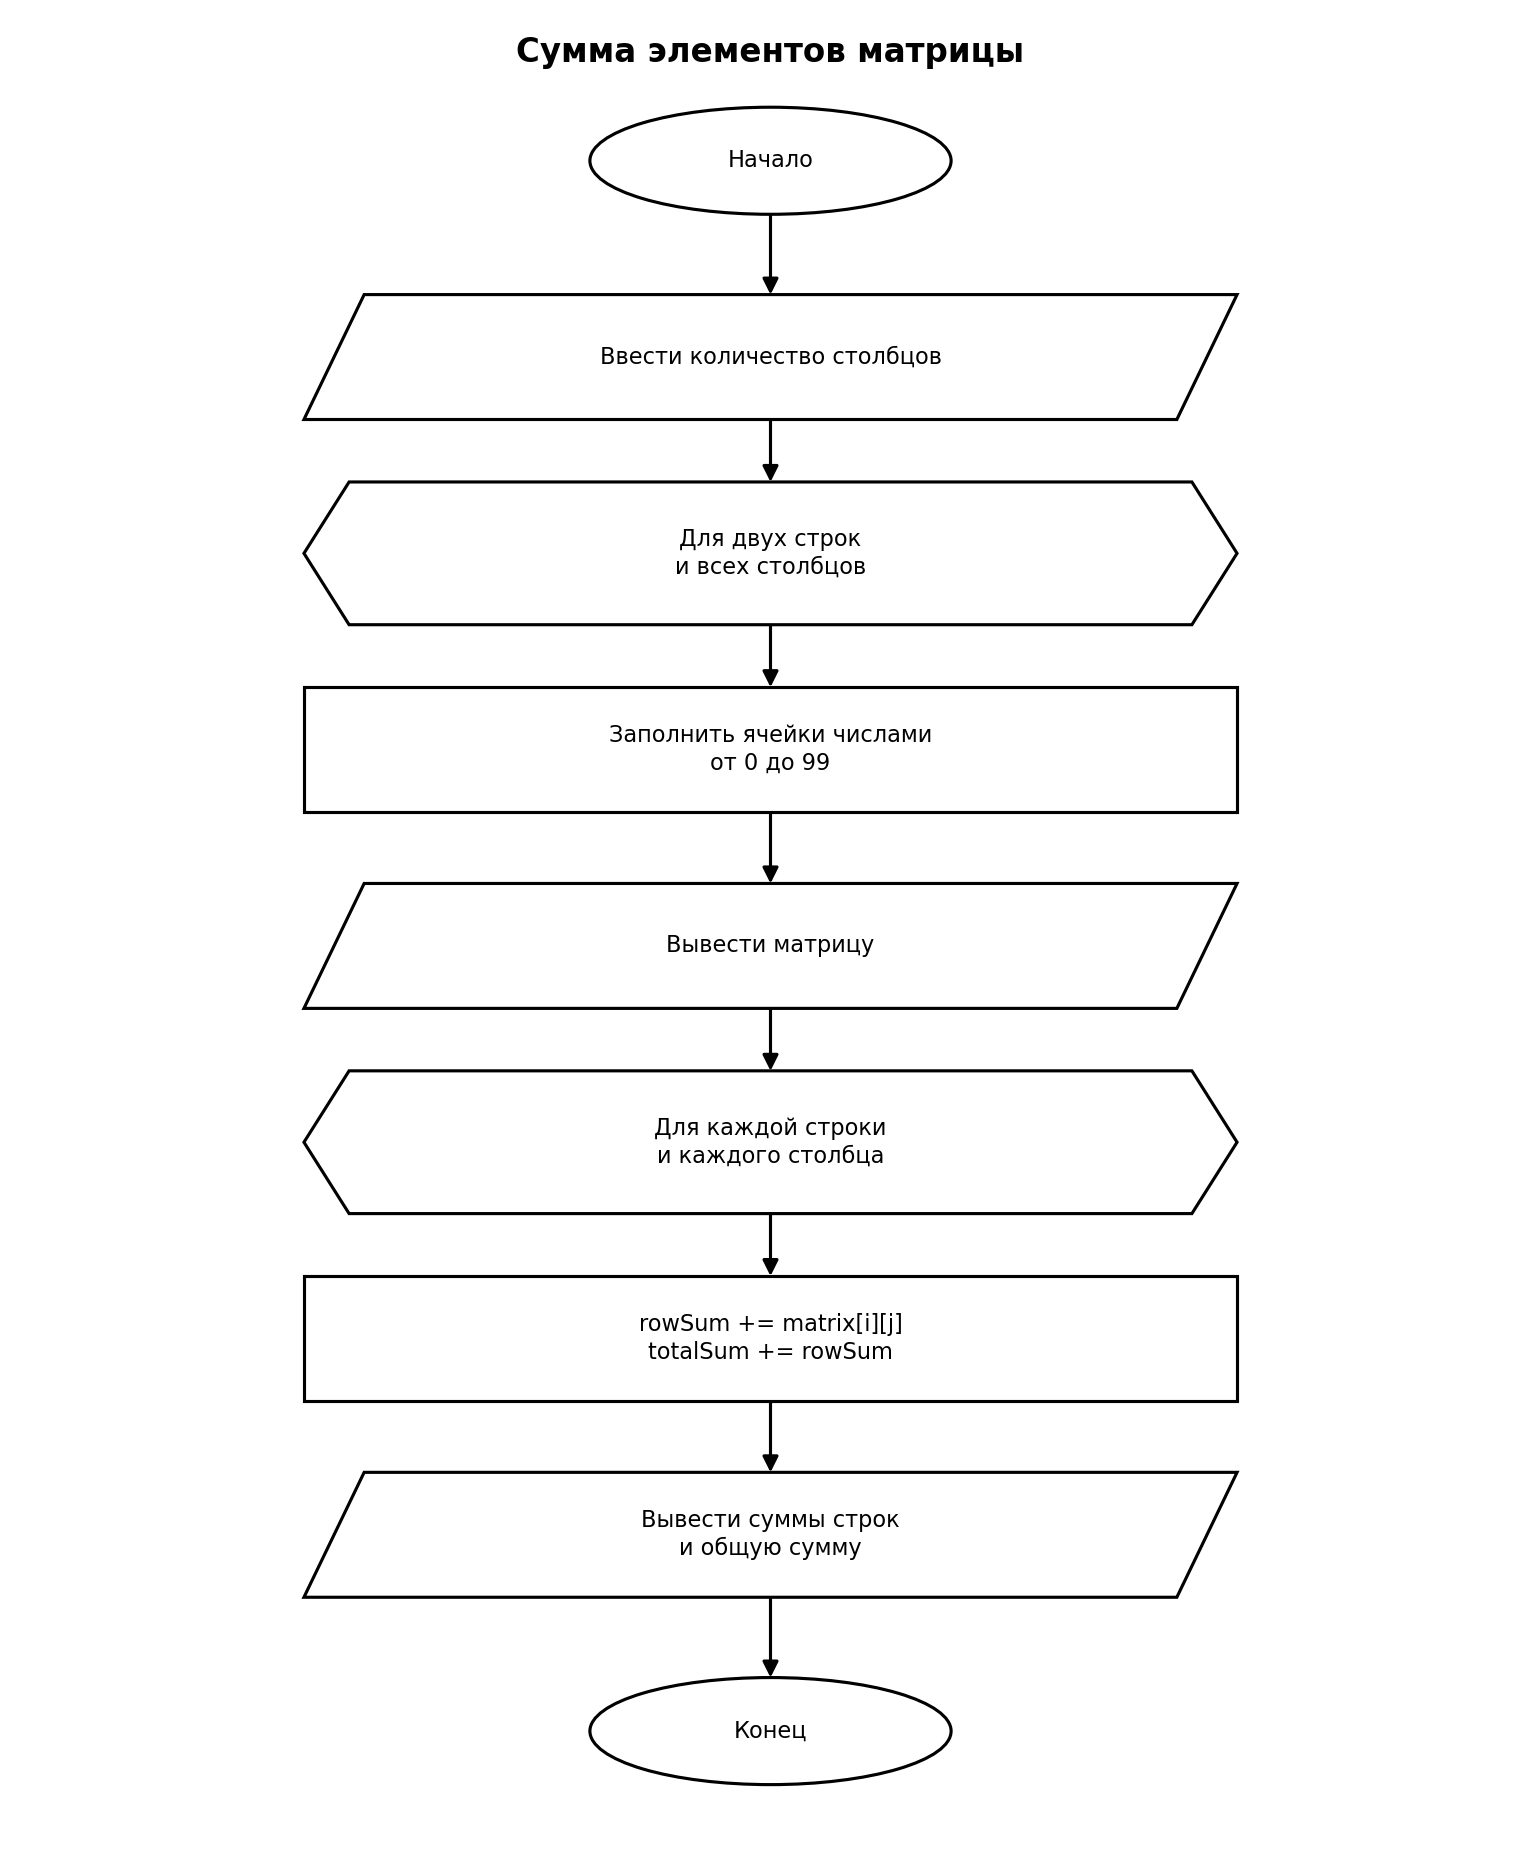 Сумма элементов матрицы
Начало
Ввести количество столбцов
Для двух строк
и всех столбцов
Заполнить ячейки числами
от 0 до 99
Вывести матрицу
Для каждой строки
и каждого столбца
rowSum += matrix[i][j]
totalSum += rowSum
Вывести суммы строк
и общую сумму
Конец